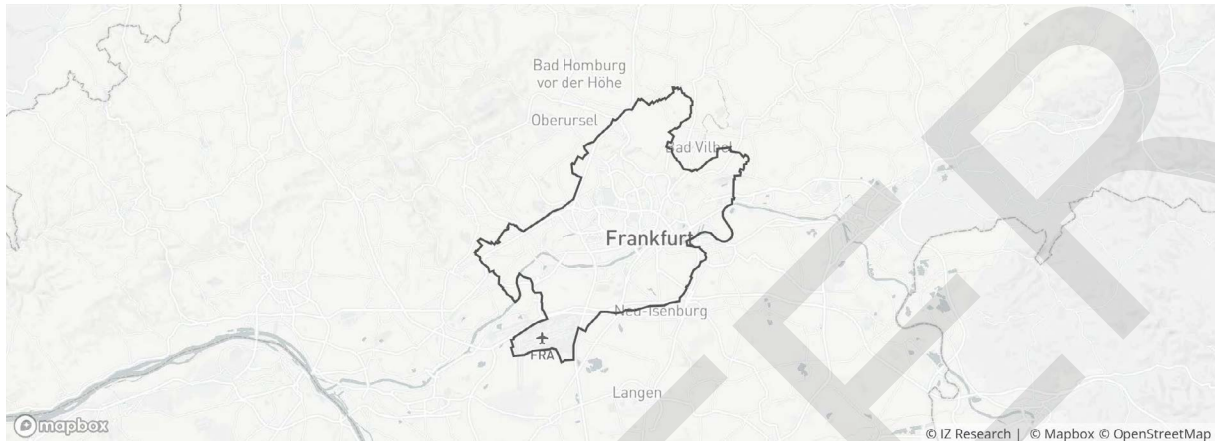 Bad Homburg
vor der Höhe
Oberursel
Bad Vilbel
Frankfurt
Neu-Isenburg
FRA
Langen
mapbox
© IZ Research | © Mapbox © OpenStreetMap